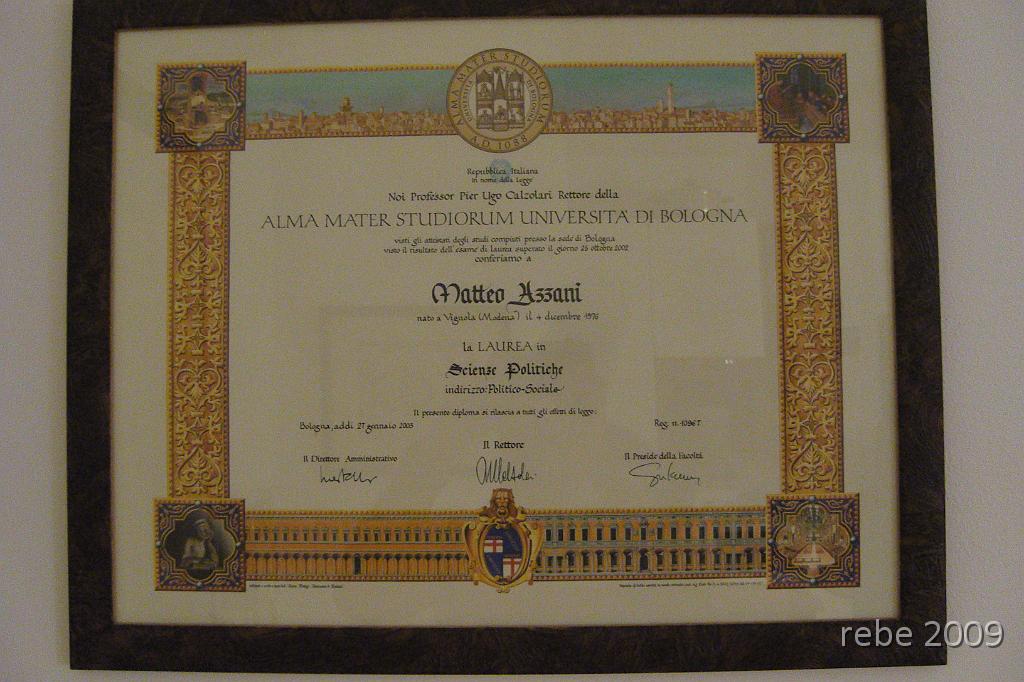 ALMA MATER STUDIORUM
A.D. 1088
Repubblica Italiana
In nome della Legge
Noi Professor Pier Ugo Calzolari Rettore della
ALMA MATER STUDIORUM UNIVERSITA' DI BOLOGNA
visti gli attestati degli studi compiuti presso la sede di Bologna
visto il risultato dell'esame di laurea superato il giorno 25 ottobre 2002
conferiamo a
Matteo Azzani
nato a Vignola (Modena) il 4 dicembre 1976
la LAUREA in
Scienze Politiche
indirizzo: Politico-Sociale
Il presente diploma si rilascia a tutti gli effetti di legge.
Bologna, addì 27 gennaio 2003
Reg. n.
Il Rettore
Il Direttore Amministrativo
Il Preside della Facoltà
rebe 2009